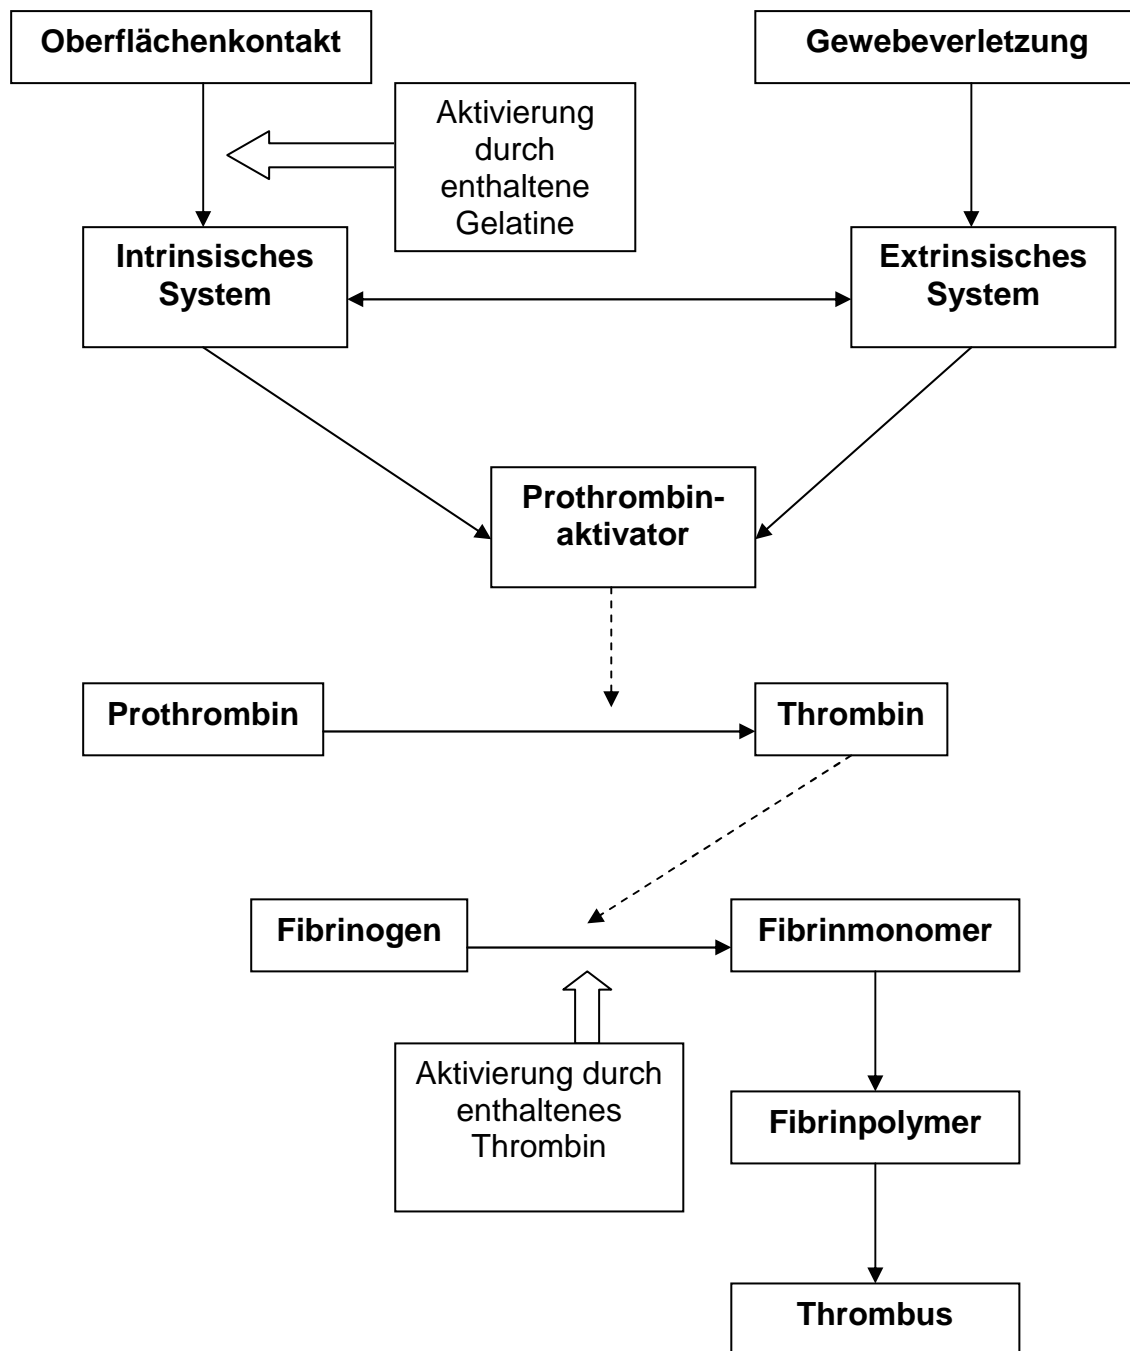 Oberflächenkontakt
Gewebeverletzung
Aktivierung
durch
enthaltene
Gelatine
Intrinsisches
System
Extrinsisches
System
Prothrombin-
aktivator
Prothrombin
Thrombin
Fibrinogen
Fibrinmonomer
Aktivierung durch
enthaltenes
Thrombin
Fibrinpolymer
Thrombus